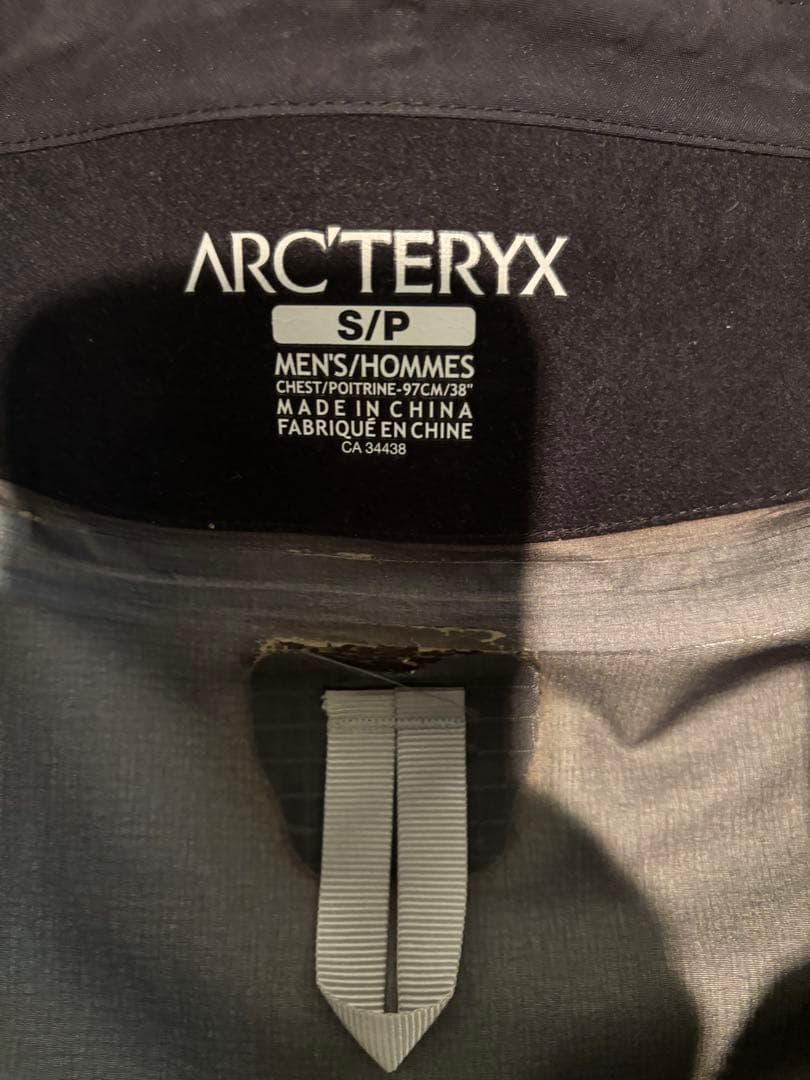 ARC'TERYX
S/P
MEN'S/HOMMES
CHEST/POITRINE-97CM/38"
MADE IN CHINA
FABRIQUÉ EN CHINE
CA 34438